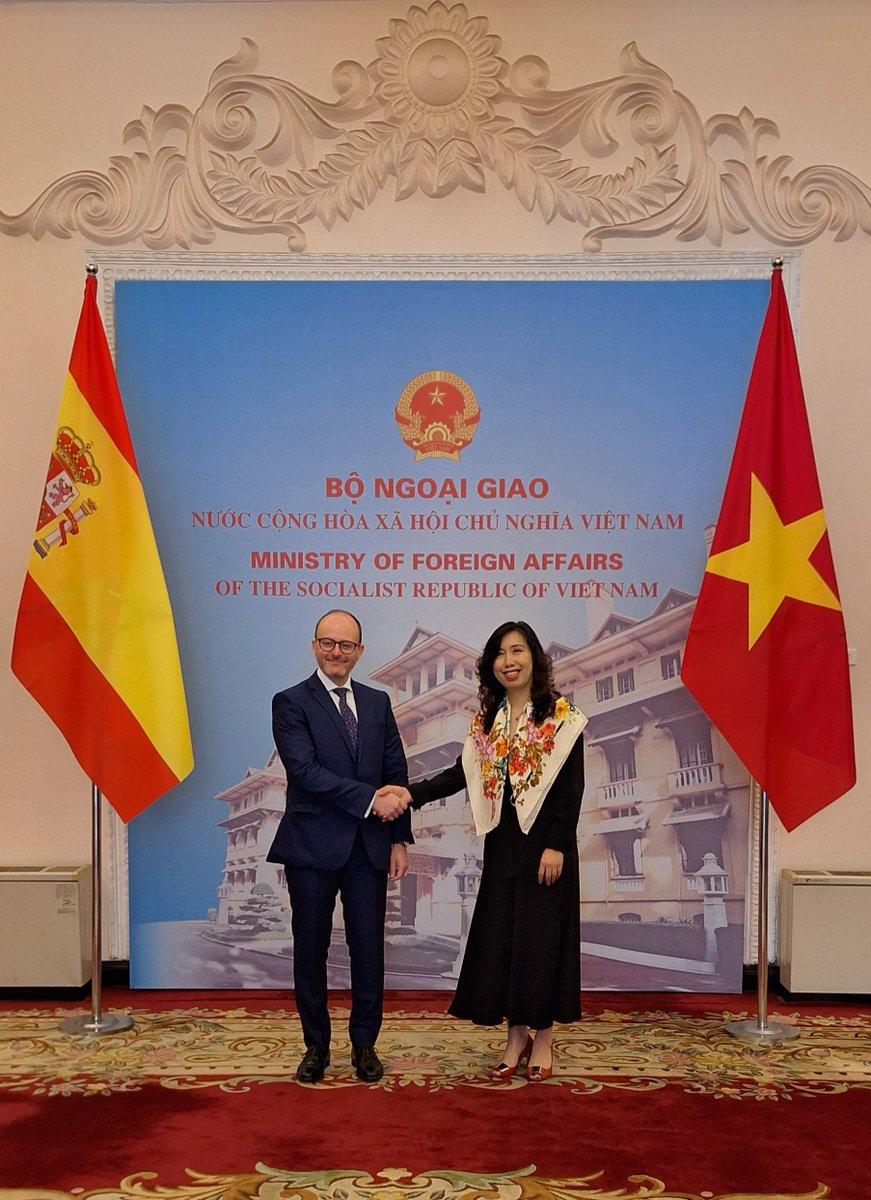 BỘ NGOẠI GIAO
NƯỚC CỘNG HÒA XÃ HỘI CHỦ NGHĨA VIỆT NAM
MINISTRY OF FOREIGN AFFAIRS
OF THE SOCIALIST REPUBLIC OF VIET NAM